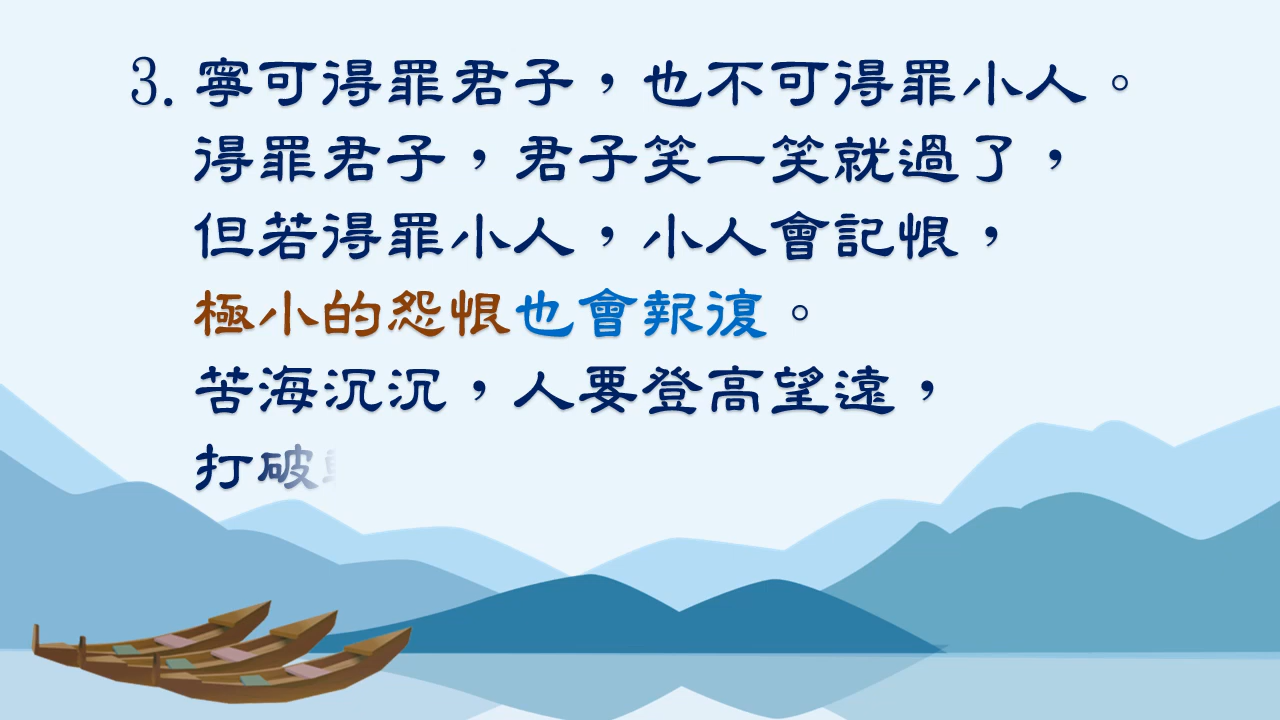 3. 寧可得罪君子，也不可得罪小人。
得罪君子，君子笑一笑就過了，
但若得罪小人，小人會記恨，
極小的怨恨也會報復。
苦海沉沉，人要登高望遠，
打破